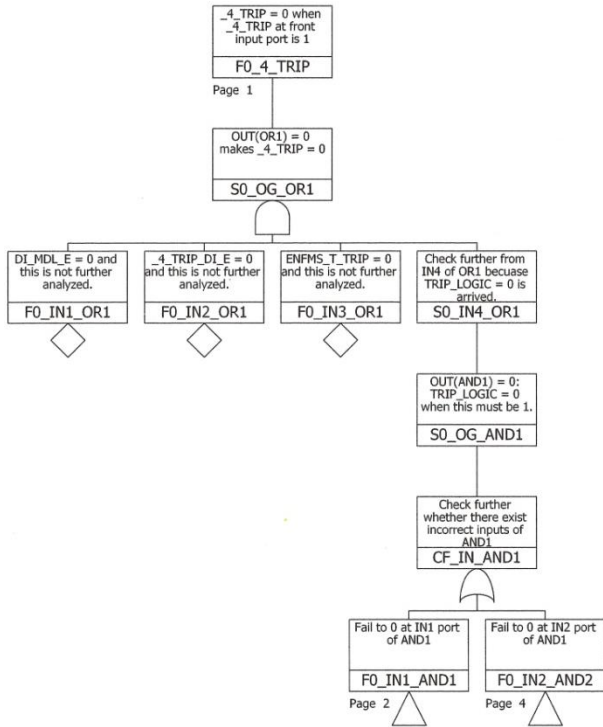 _4_TRIP = 0 when
_4_TRIP at front
input port is 1
F0_4_TRIP
Page 1
OUT(OR1) = 0
makes _4_TRIP = 0
S0_OG_OR1
DI_MDL_E = 0 and
this is not further
analyzed.
F0_IN1_OR1
_4_TRIP_DI_E = 0
and this is not further
analyzed.
F0_IN2_OR1
ENFMS_T_TRIP = 0
and this is not further
analyzed.
F0_IN3_OR1
Check further from
IN4 of OR1 becuase
TRIP_LOGIC = 0 is
arrived.
S0_IN4_OR1
OUT(AND1) = 0:
TRIP_LOGIC = 0
when this must be 1.
S0_OG_AND1
Check further
whether there exist
incorrect inputs of
AND1
CF_IN_AND1
Fail to 0 at IN1 port
of AND1
F0_IN1_AND1
Page 2
Fail to 0 at IN2 port
of AND1
F0_IN2_AND2
Page 4